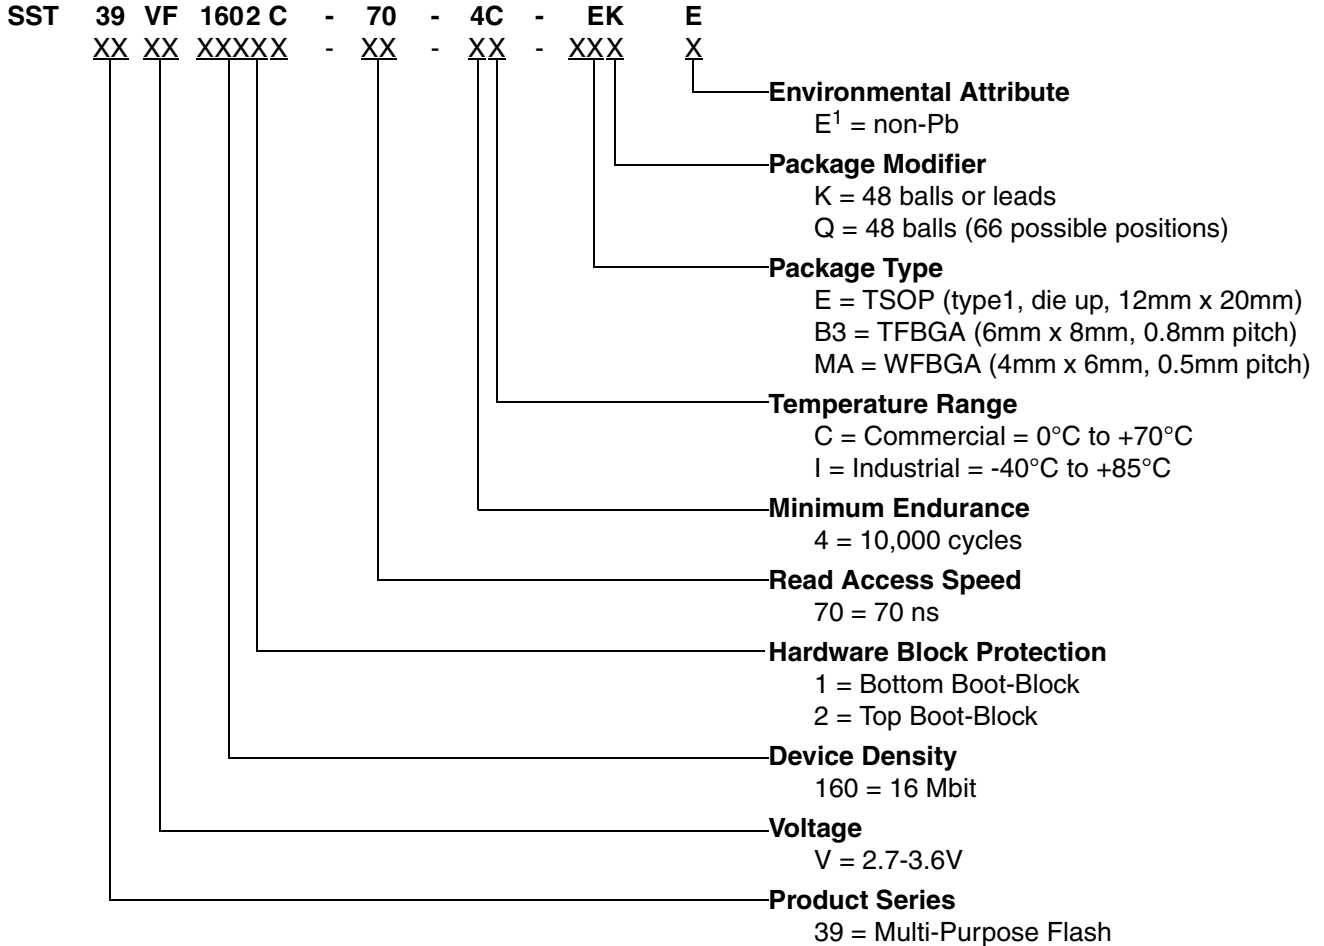 SST 39 VF 1602 C - 70 - 4C - EK E
XX XX XXXXX - XX - XX - XXX X
Environmental Attribute
E1 = non-Pb
Package Modifier
K = 48 balls or leads
Q = 48 balls (66 possible positions)
Package Type
E = TSOP (type1, die up, 12mm x 20mm)
B3 = TFBGA (6mm x 8mm, 0.8mm pitch)
MA = WFBGA (4mm x 6mm, 0.5mm pitch)
Temperature Range
C = Commercial = 0°C to +70°C
I = Industrial = -40°C to +85°C
Minimum Endurance
4 = 10,000 cycles
Read Access Speed
70 = 70 ns
Hardware Block Protection
1 = Bottom Boot-Block
2 = Top Boot-Block
Device Density
160 = 16 Mbit
Voltage
V = 2.7-3.6V
Product Series
39 = Multi-Purpose Flash